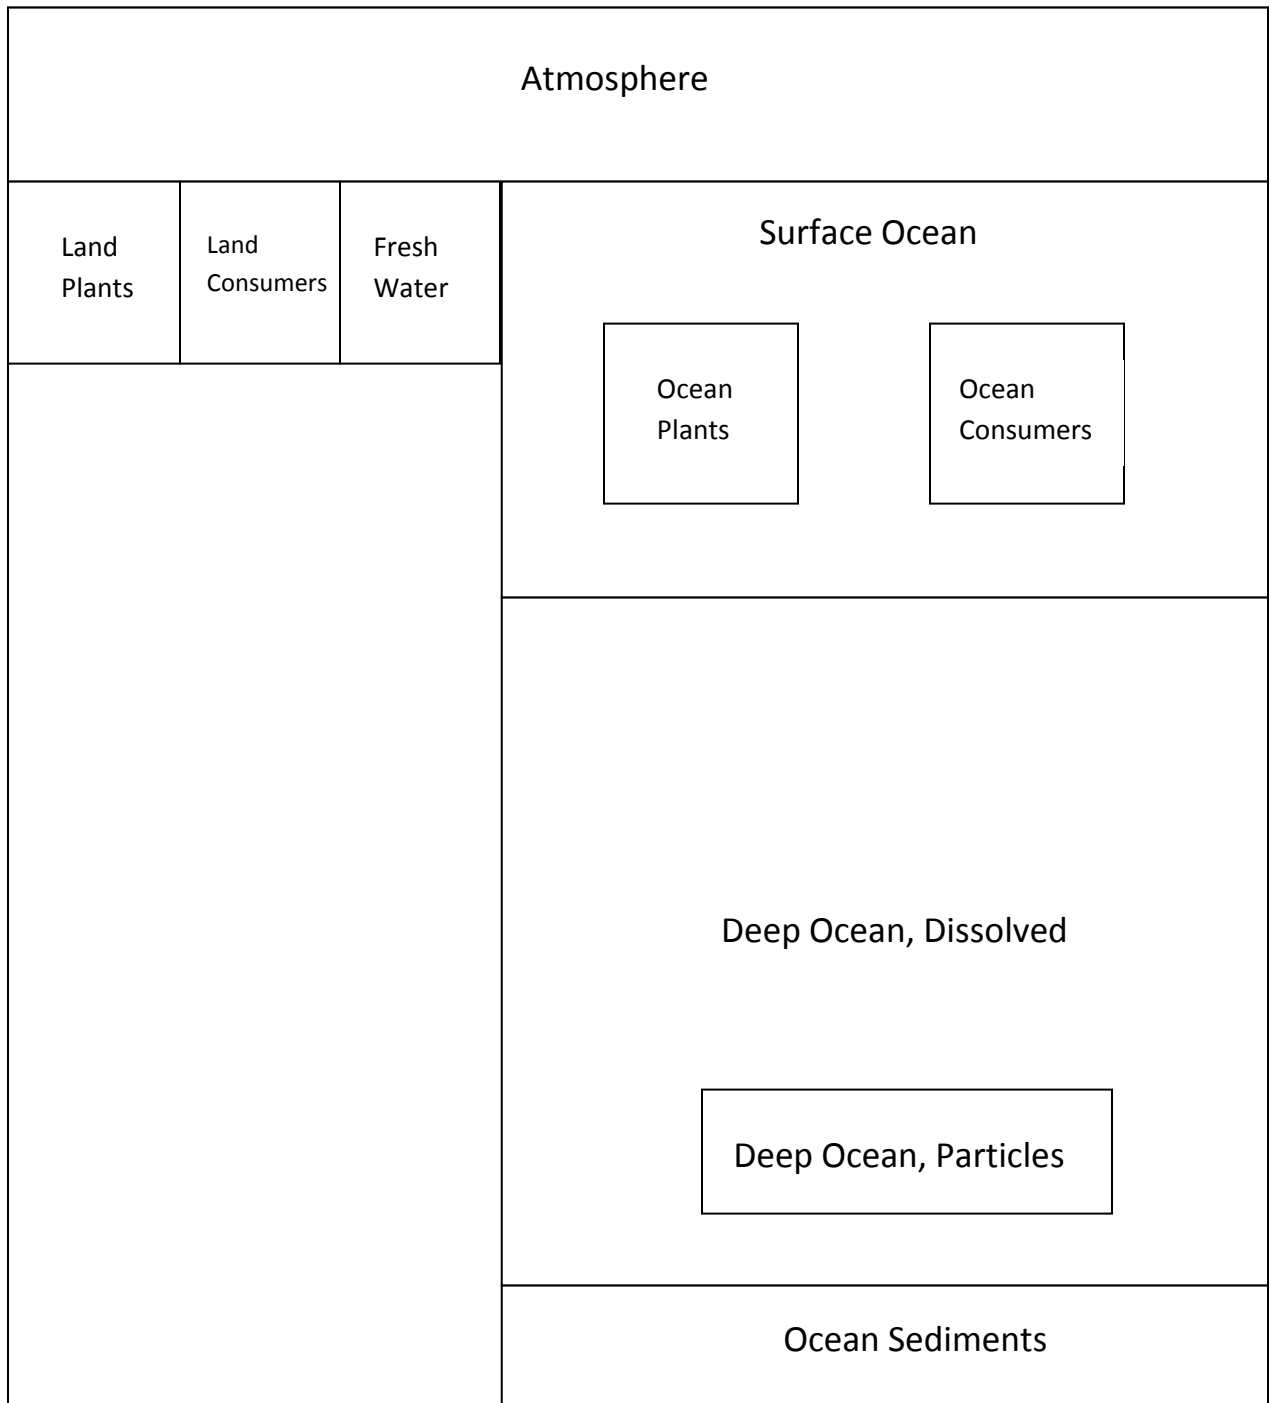 Atmosphere
Land
Plants
Land
Consumers
Fresh
Water
Surface Ocean
Ocean
Plants
Ocean
Consumers
Deep Ocean, Dissolved
Deep Ocean, Particles
Ocean Sediments